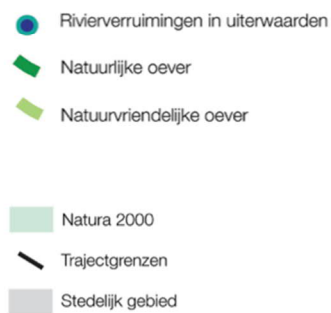 Rivierverruimingen in uiterwaarden
Natuurlijke oever
Natuurvriendelijke oever
Natura 2000
Trajectgrenzen
Stedelijk gebied